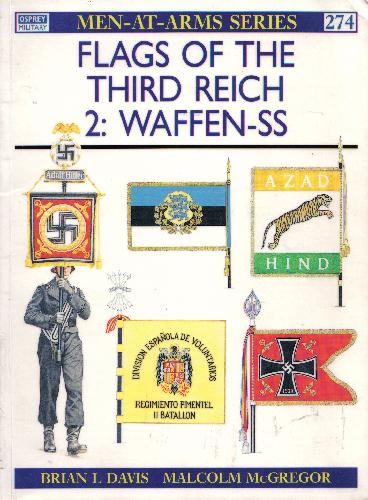 OSPREY
MILITARY
MEN-AT-ARMS SERIES
274
FLAGS OF THE
THIRD REICH
2: WAFFEN-SS
Adolf Hitler
AZAD
HIND
DIVISION ESPAÑOLA DE VOLUNTARIOS
REGIMIENTO PIMENTEL
II BATALLON
1939
BRIAN L DAVIS MALCOLM McGREGOR